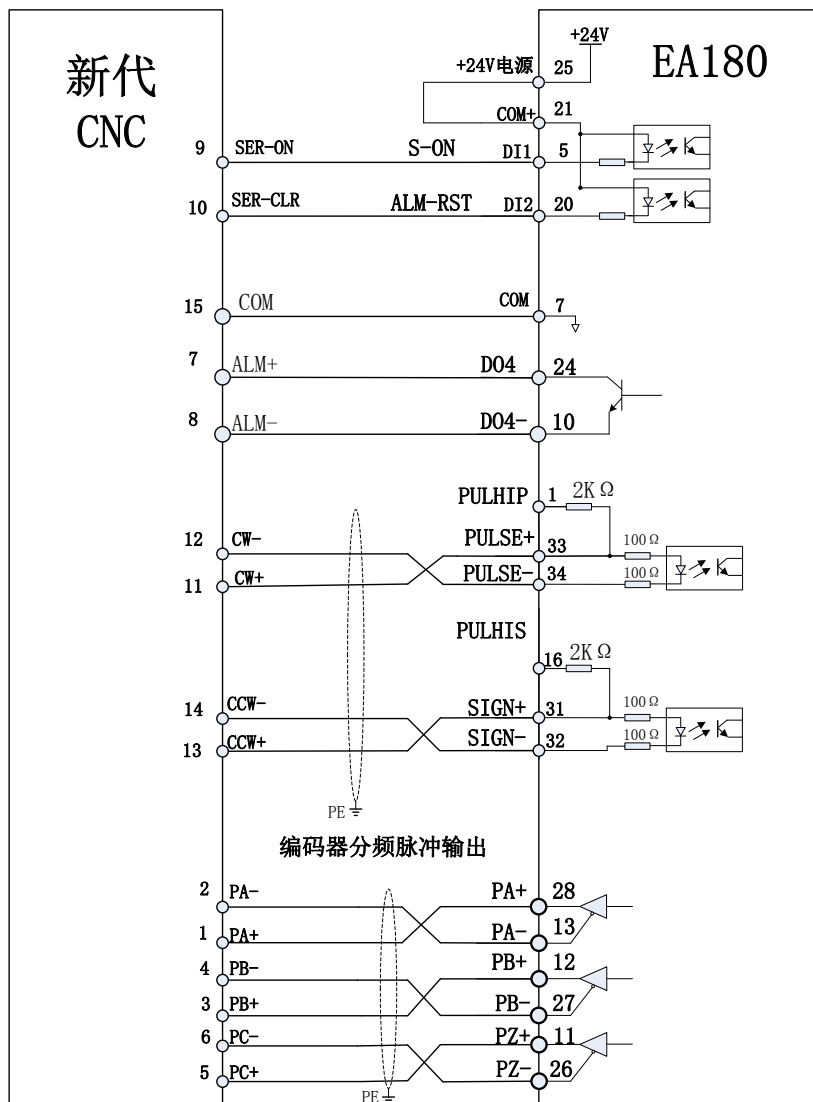 新代
CNC
EA180
+24V
+24V电源 25
COM+ 21
9 SER-ON S-ON DI1 5
10 SER-CLR ALM-RST DI2 20
15 COM COM 7
7 ALM+ DO4 24
8 ALM- DO4- 10
PULHIP 1 2KΩ
12 CW- PULSE+ 33 100Ω
11 CW+ PULSE- 34 100Ω
PULHIS
16 2KΩ
14 CCW- SIGN+ 31 100Ω
13 CCW+ SIGN- 32 100Ω
PE
编码器分频脉冲输出
2 PA- PA+ 28
1 PA+ PA- 13
4 PB- PB+ 12
3 PB+ PB- 27
6 PC- PZ+ 11
5 PC+ PZ- 26
PE